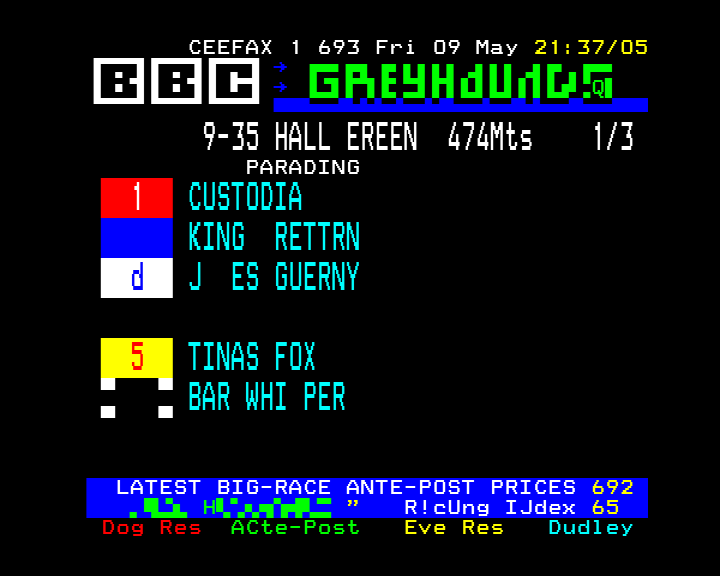 CEEFAX 1 693 Fri 09 May 21:37/05
BBC GREYHdUNDS
9-35 HALL EREEN 474Mts 1/3
PARADING
1 CUSTODIA
KING RETTRN
d J ES GUERNY
5 TINAS FOX
BAR WHI PER
LATEST BIG-RACE ANTE-POST PRICES 692
H ” R!cUng IJdex 65
Dog Res ACte-Post Eve Res Dudley